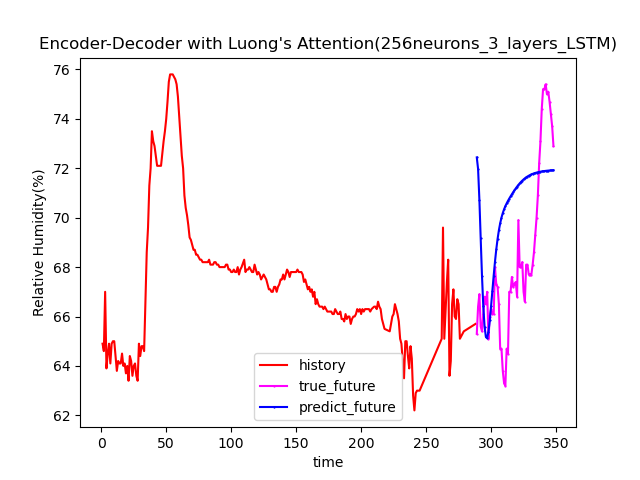 Encoder-Decoder with Luong's Attention(256neurons_3_layers_LSTM)
76
74
72
70
68
66
64
62
Relative Humidity(%)
history
true_future
predict_future
0 50 100 150 200 250 300 350
time